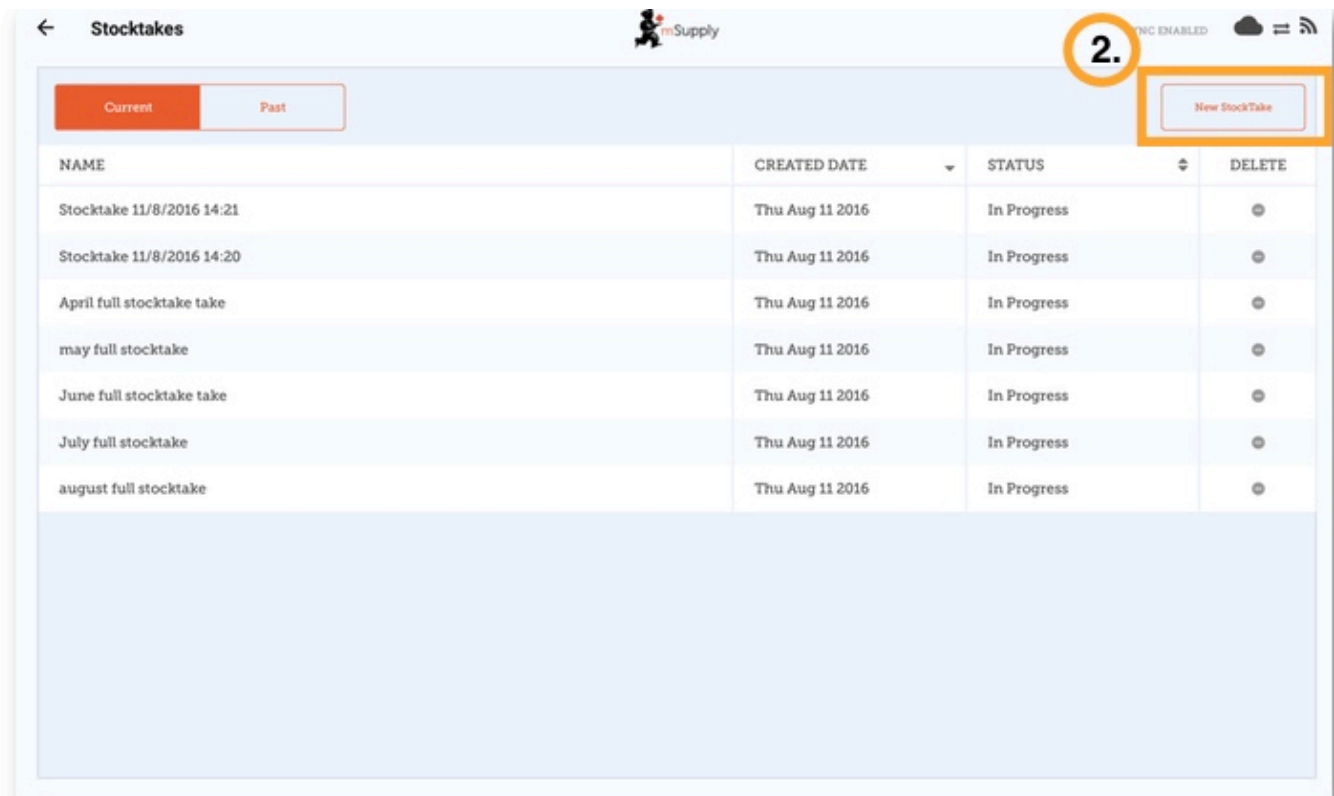 Stocktakes
mSupply
NC ENABLED
2.
Current Past
New StockTake
NAME CREATED DATE STATUS DELETE
Stocktake 11/8/2016 14:21 Thu Aug 11 2016 In Progress
Stocktake 11/8/2016 14:20 Thu Aug 11 2016 In Progress
April full stocktake take Thu Aug 11 2016 In Progress
may full stocktake Thu Aug 11 2016 In Progress
June full stocktake take Thu Aug 11 2016 In Progress
July full stocktake Thu Aug 11 2016 In Progress
august full stocktake Thu Aug 11 2016 In Progress